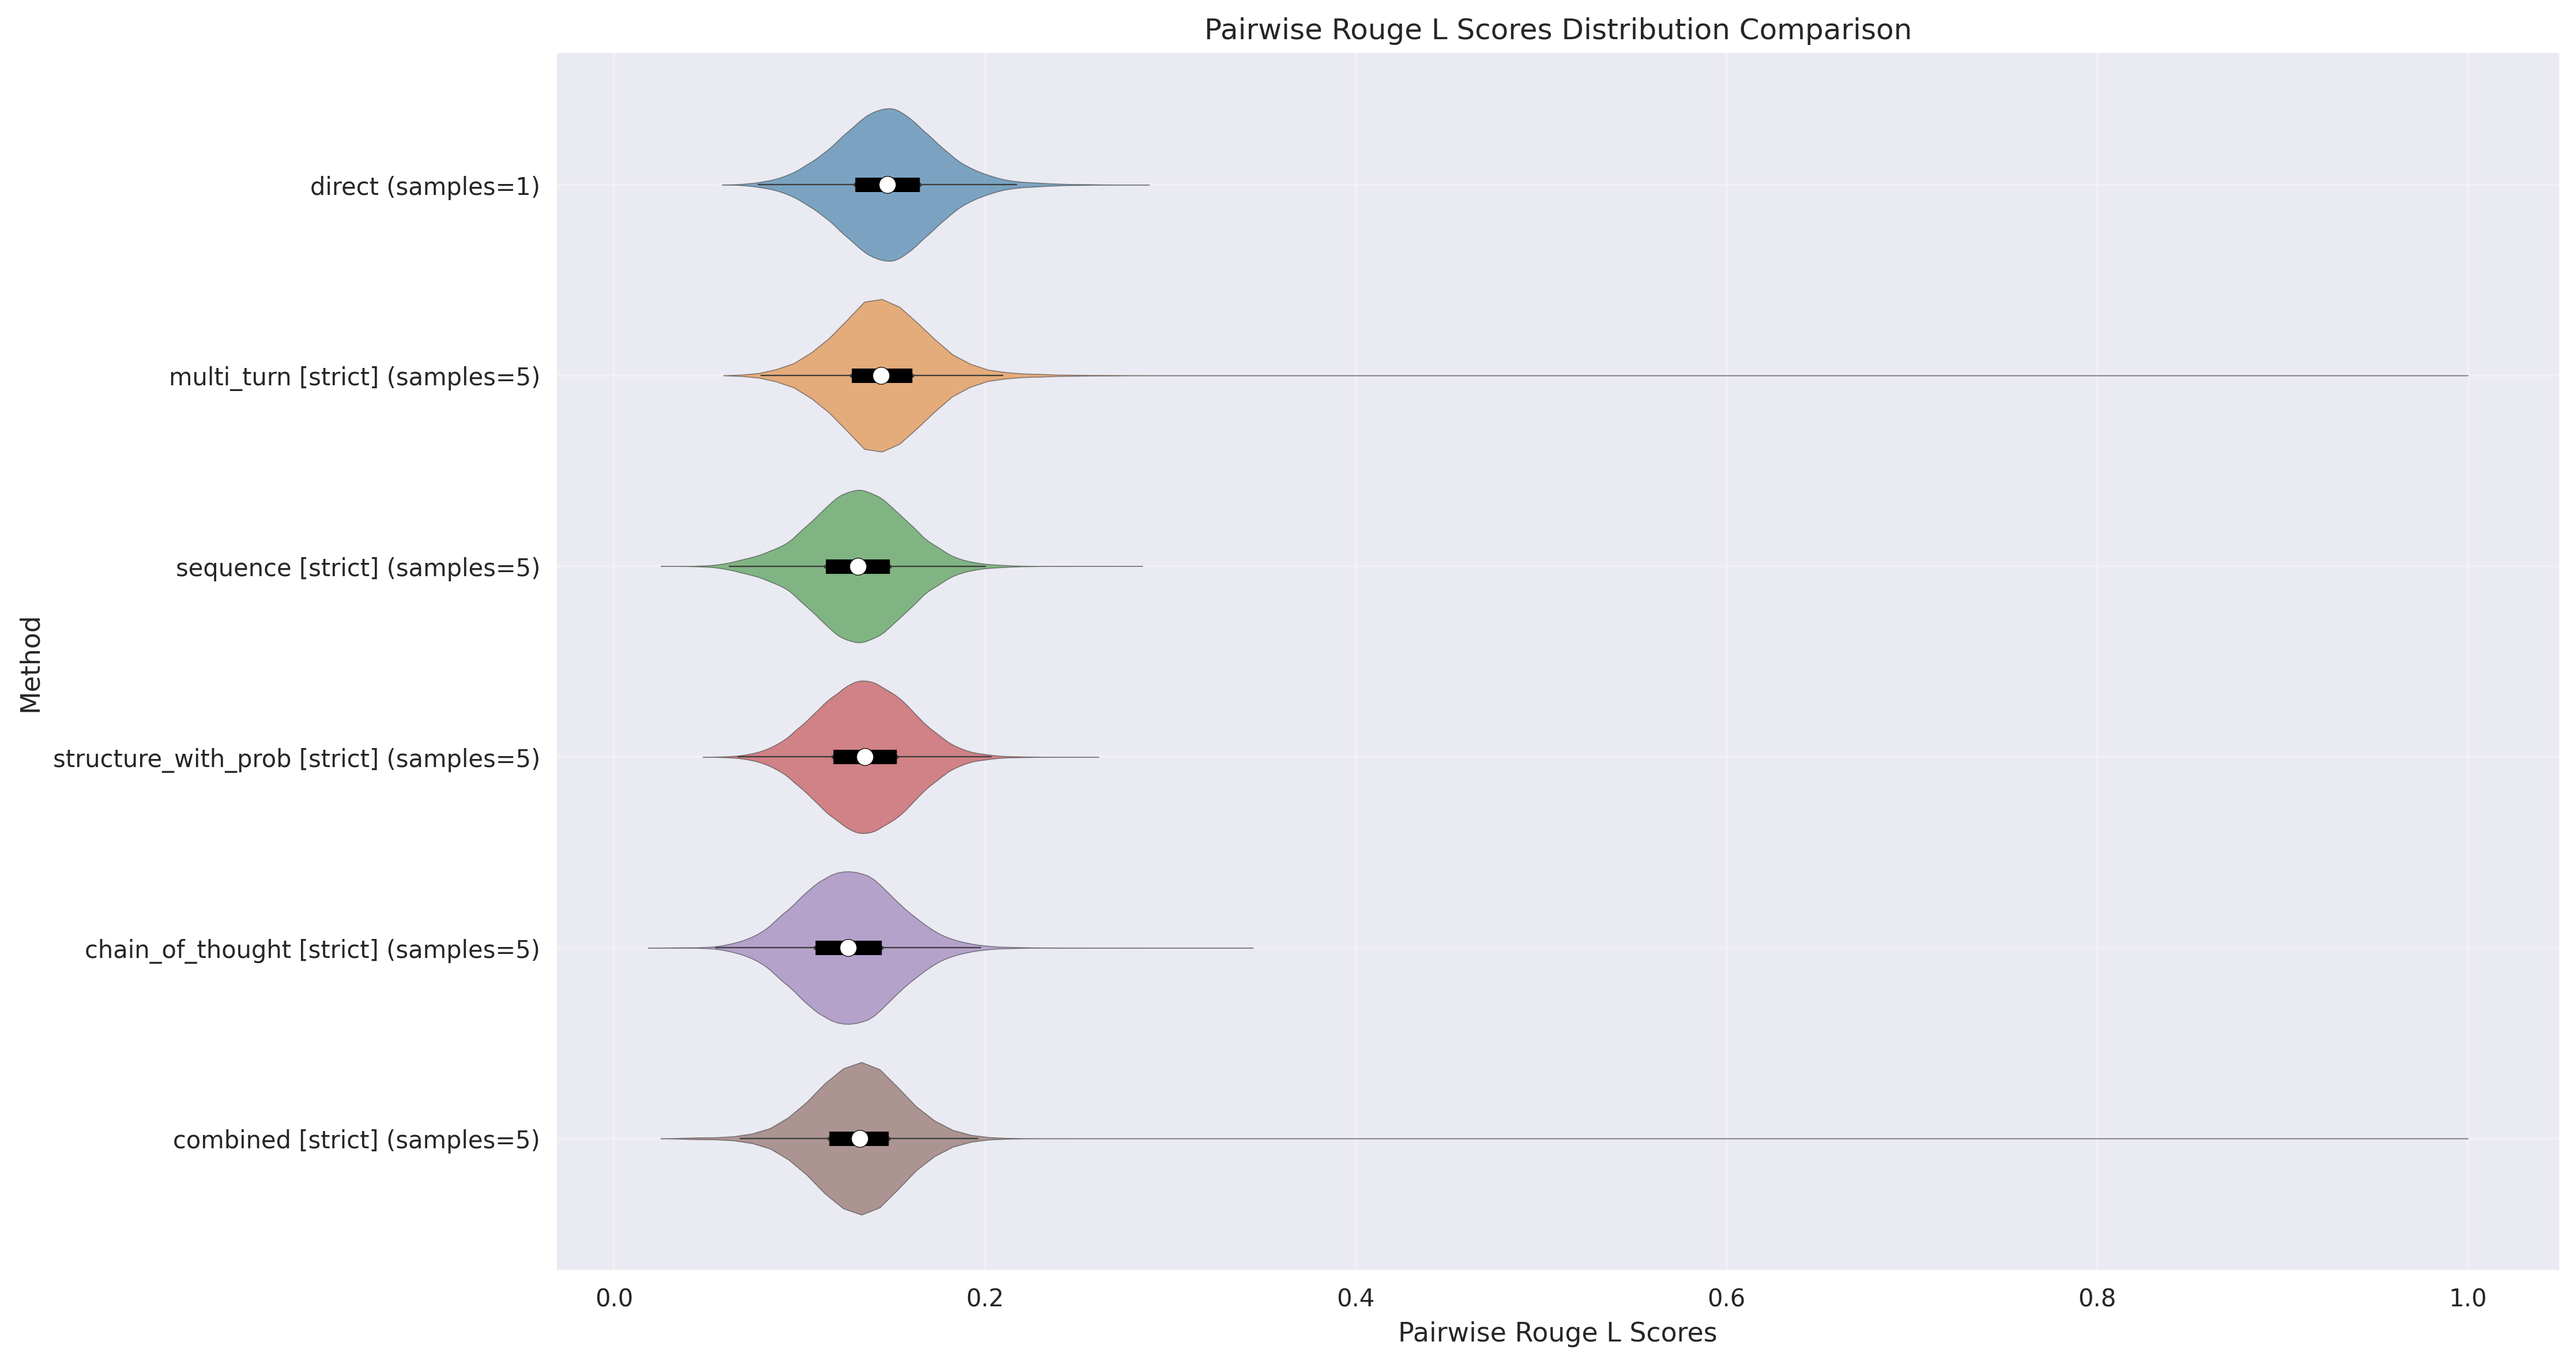 Pairwise Rouge L Scores Distribution Comparison
direct (samples=1)
multi_turn [strict] (samples=5)
sequence [strict] (samples=5)
structure_with_prob [strict] (samples=5)
chain_of_thought [strict] (samples=5)
combined [strict] (samples=5)
Method
0.0 0.2 0.4 0.6 0.8 1.0
Pairwise Rouge L Scores